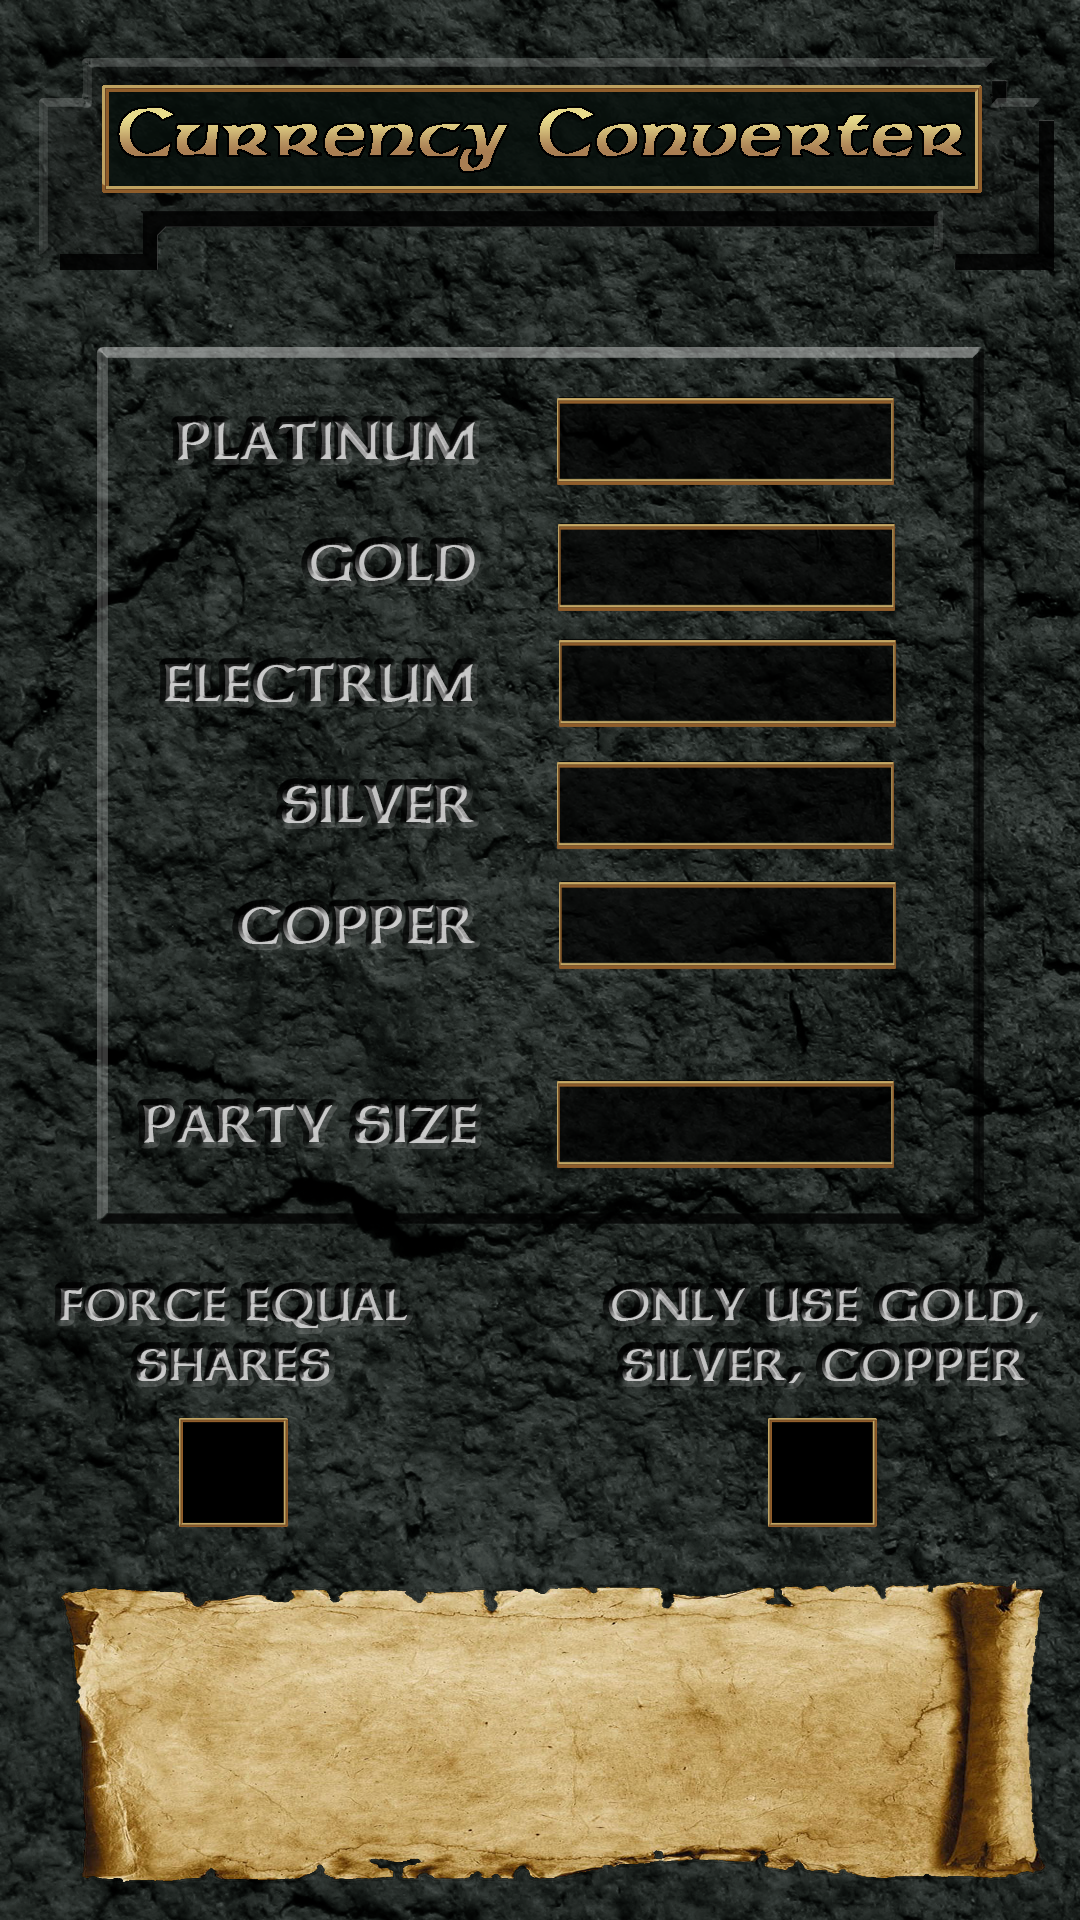 Currency Converter
PLATINUM
GOLD
ELECTRUM
SILVER
COPPER
PARTY SIZE
FORCE EQUAL
SHARES
ONLY USE GOLD,
SILVER, COPPER